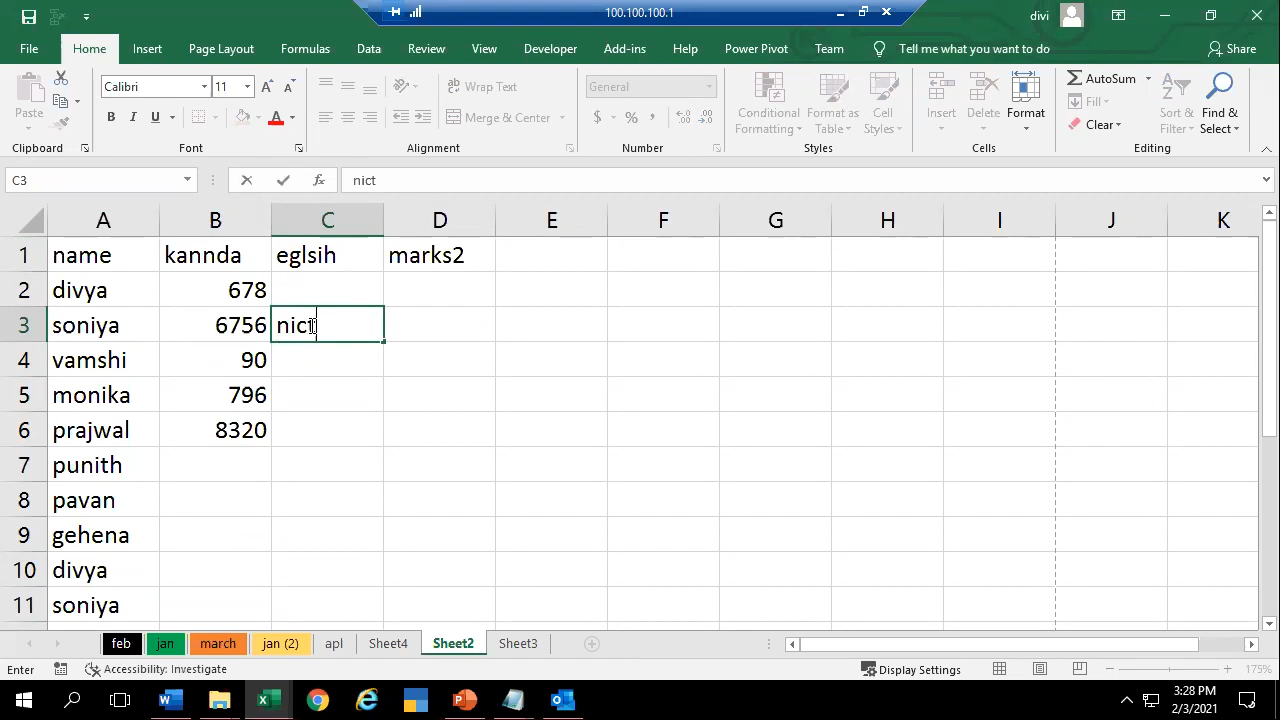 100.100.100.1
divi
File Home Insert Page Layout Formulas Data Review View Developer Add-ins Help Power Pivot Team Tell me what you want to do Share
Paste
Calibri 11
B I U
Wrap Text
Merge & Center
General
$ % ,
Conditional Formatting
Format as Table
Cell Styles
Insert Delete Format
AutoSum
Fill
Clear
Sort & Filter
Find & Select
Clipboard Font Alignment Number Styles Cells Editing
C3 fx nict
A B C D E F G H I J K
1 name kannda eglsih marks2
2 divya 678
3 soniya 6756 nict
4 vamshi 90
5 monika 796
6 prajwal 8320
7 punith
8 pavan
9 gehena
10 divya
11 soniya
feb jan march jan (2) apl Sheet4 Sheet2 Sheet3
Enter Accessibility: Investigate Display Settings 175%
3:28 PM
2/3/2021